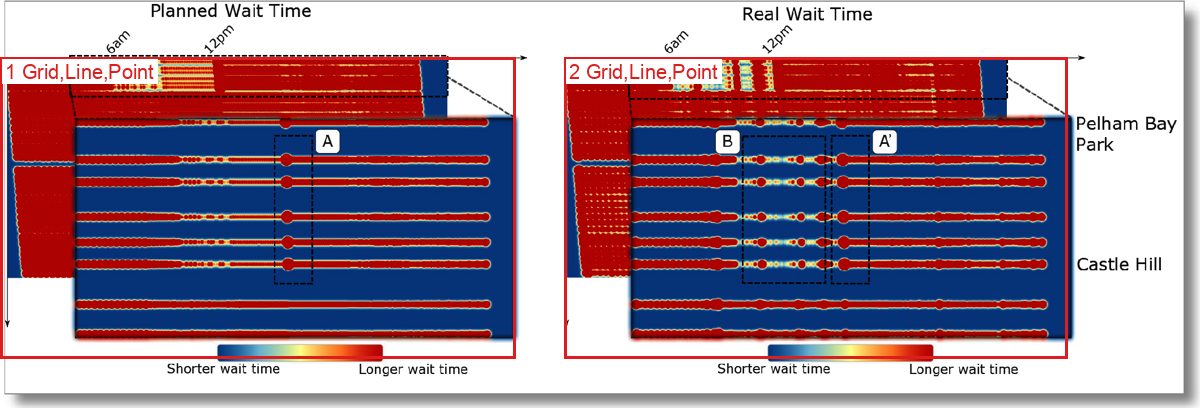 Planned Wait Time
Real Wait Time
6am
12pm
6am
12pm
1 Grid,Line,Point
2 Grid,Line,Point
A
B
A'
Pelham Bay
Park
Castle Hill
Shorter wait time
Longer wait time
Shorter wait time
Longer wait time